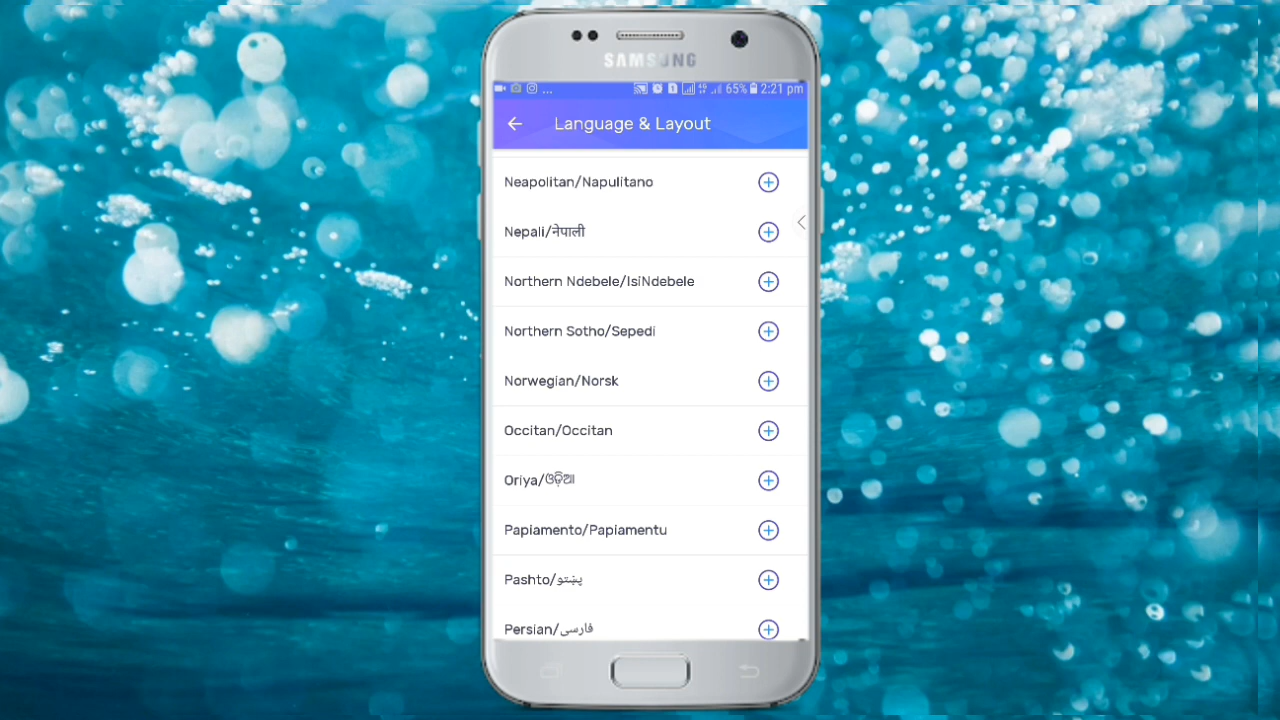 SAMSUNG
... 65% 2:21 pm
Language & Layout
Neapolitan/Napulitano
Nepali/नेपाली
Northern Ndebele/IsiNdebele
Northern Sotho/Sepedi
Norwegian/Norsk
Occitan/Occitan
Oriya/ଓଡ଼ିଆ
Papiamento/Papiamentu
Pashto/پښتو
Persian/فارسی